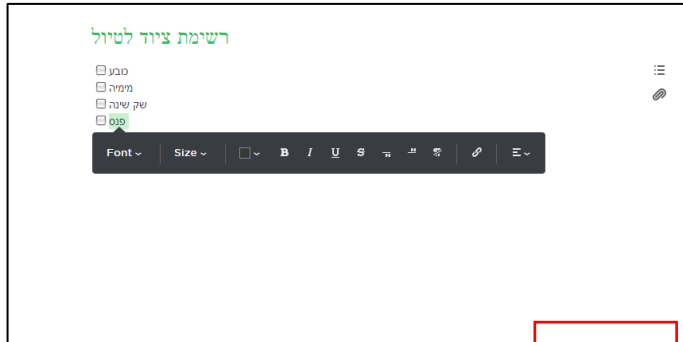 רשימת ציוד לטיול
כובע
מימיה
שק שינה
פנס
Font Size B I U S